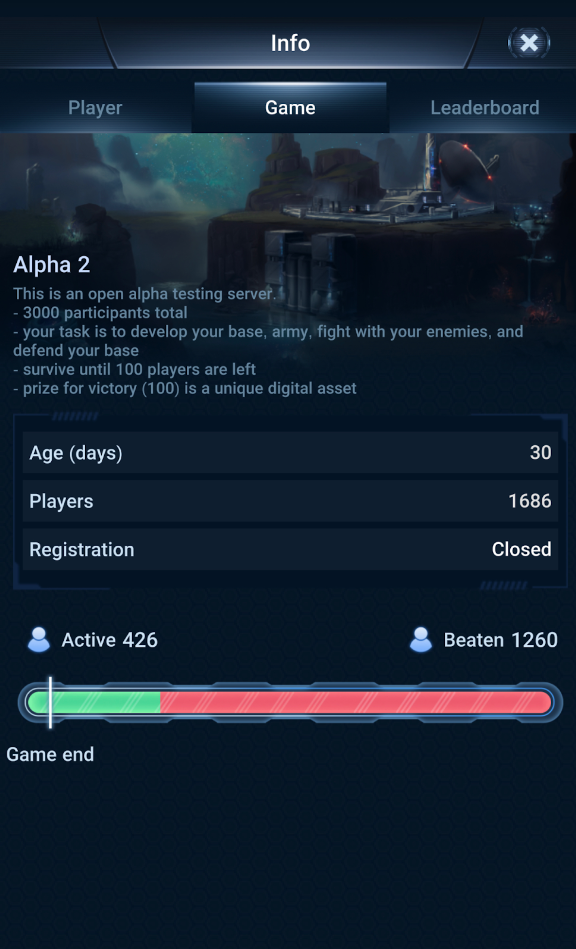 Info
Player Game Leaderboard
Alpha 2
This is an open alpha testing server.
- 3000 participants total
- your task is to develop your base, army, fight with your enemies, and
defend your base
- survive until 100 players are left
- prize for victory (100) is a unique digital asset
Age (days) 30
Players 1686
Registration Closed
Active 426 Beaten 1260
Game end